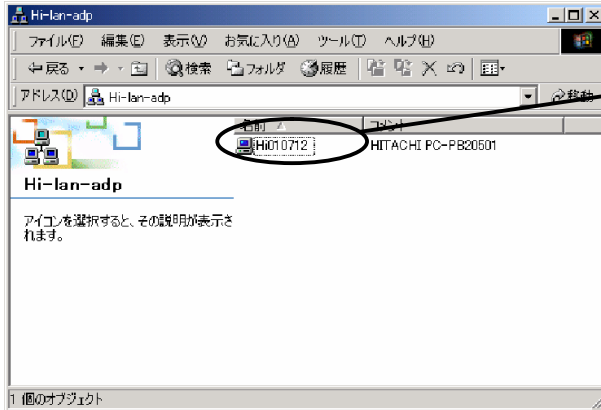 Hi-lan-adp
ファイル(F) 編集(E) 表示(V) お気に入り(A) ツール(T) ヘルプ(H)
戻る 検索 フォルダ 履歴
アドレス(D) Hi-lan-adp 移動
名前 コメント
Hi010712 HITACHI PC-PB20501
Hi-lan-adp
アイコンを選択すると、その説明が表示さ
れます。
1 個のオブジェクト